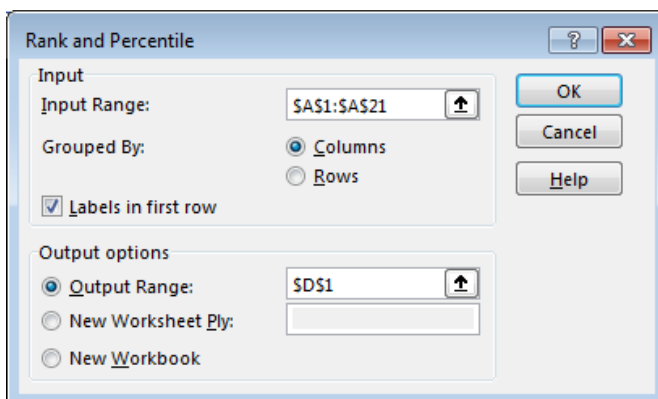 Rank and Percentile
Input
Input Range: $A$1:$A$21
Grouped By: Columns
Rows
Labels in first row
Output options
Output Range: $D$1
New Worksheet Ply:
New Workbook
OK
Cancel
Help